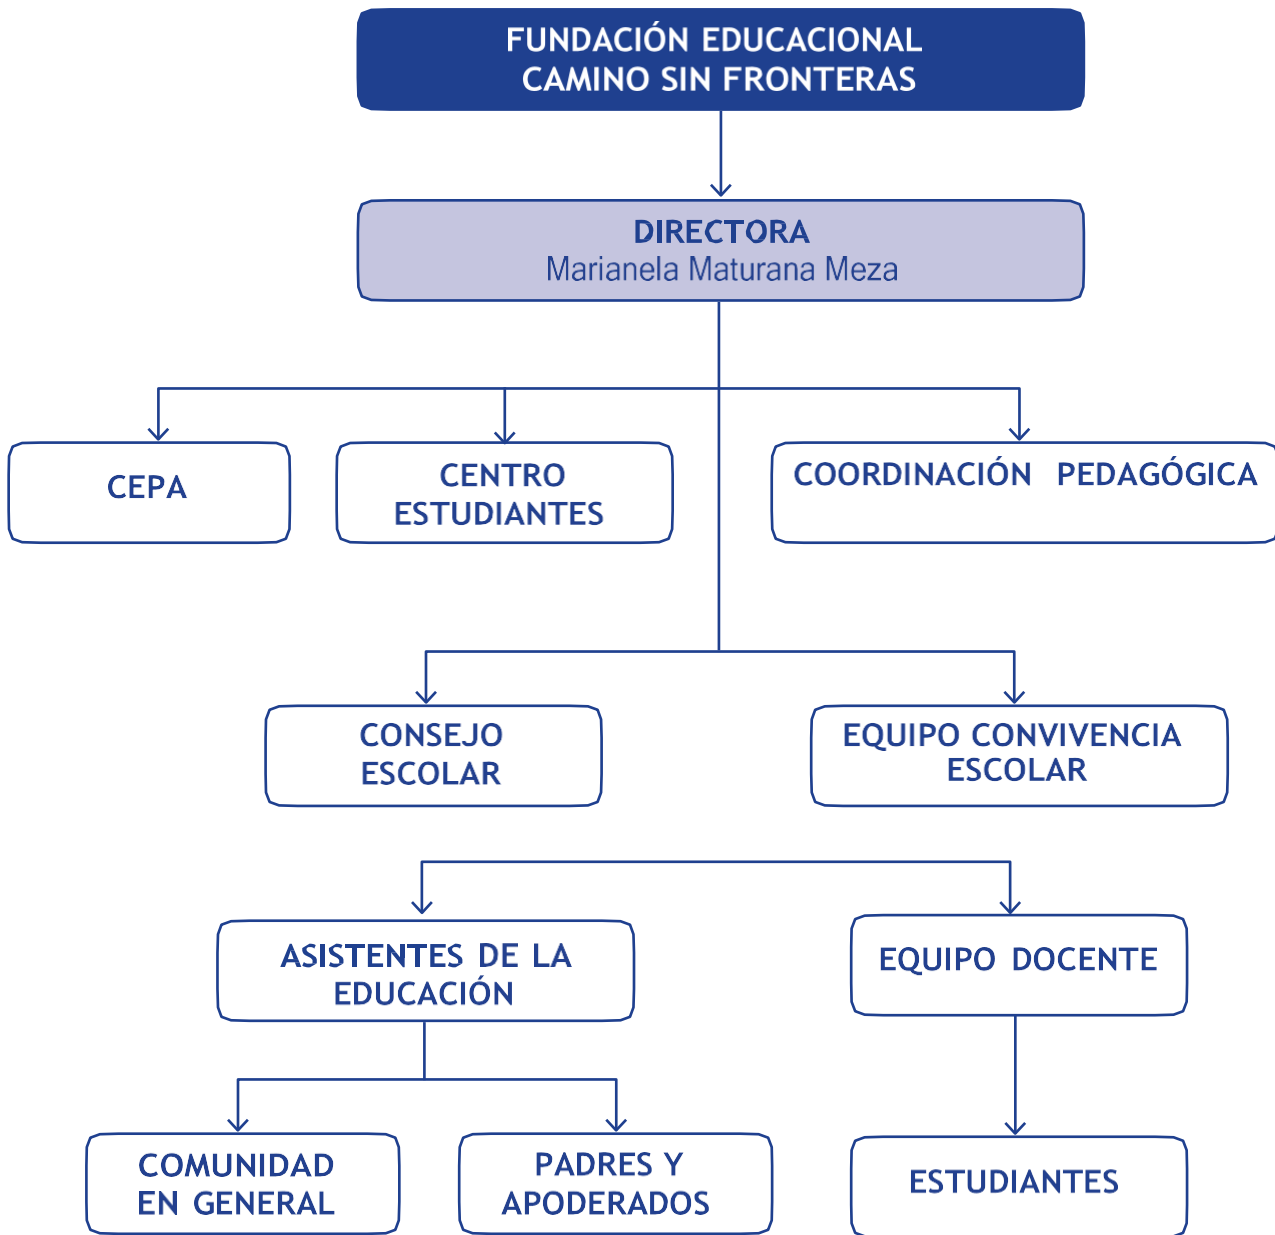 FUNDACIÓN EDUCACIONAL
CAMINO SIN FRONTERAS
DIRECTORA
Marianela Maturana Meza
CEPA
CENTRO
ESTUDIANTES
COORDINACIÓN PEDAGÓGICA
CONSEJO
ESCOLAR
EQUIPO CONVIVENCIA
ESCOLAR
ASISTENTES DE LA
EDUCACIÓN
EQUIPO DOCENTE
COMUNIDAD
EN GENERAL
PADRES Y
APODERADOS
ESTUDIANTES